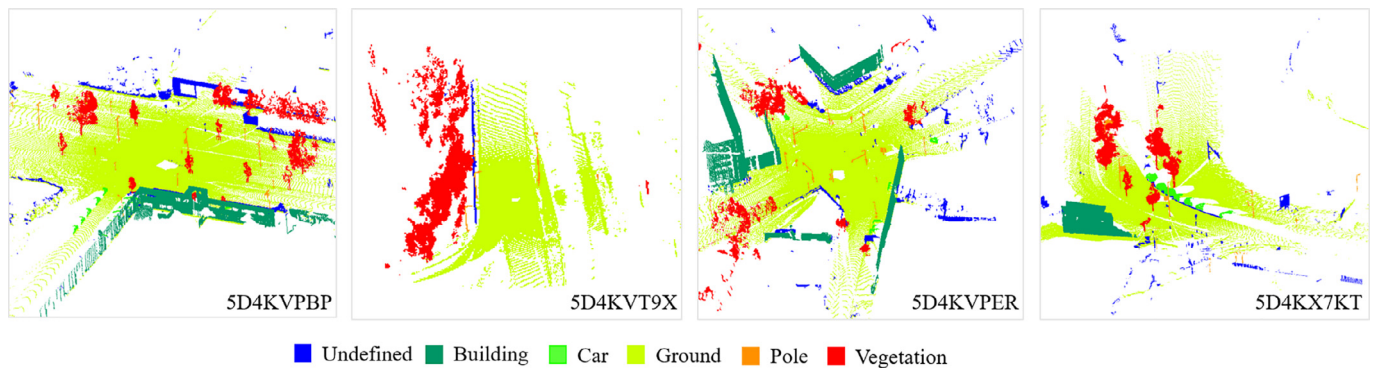 5D4KVPBP
5D4KVT9X
5D4KVPER
5D4KX7KT
Undefined Building Car Ground Pole Vegetation